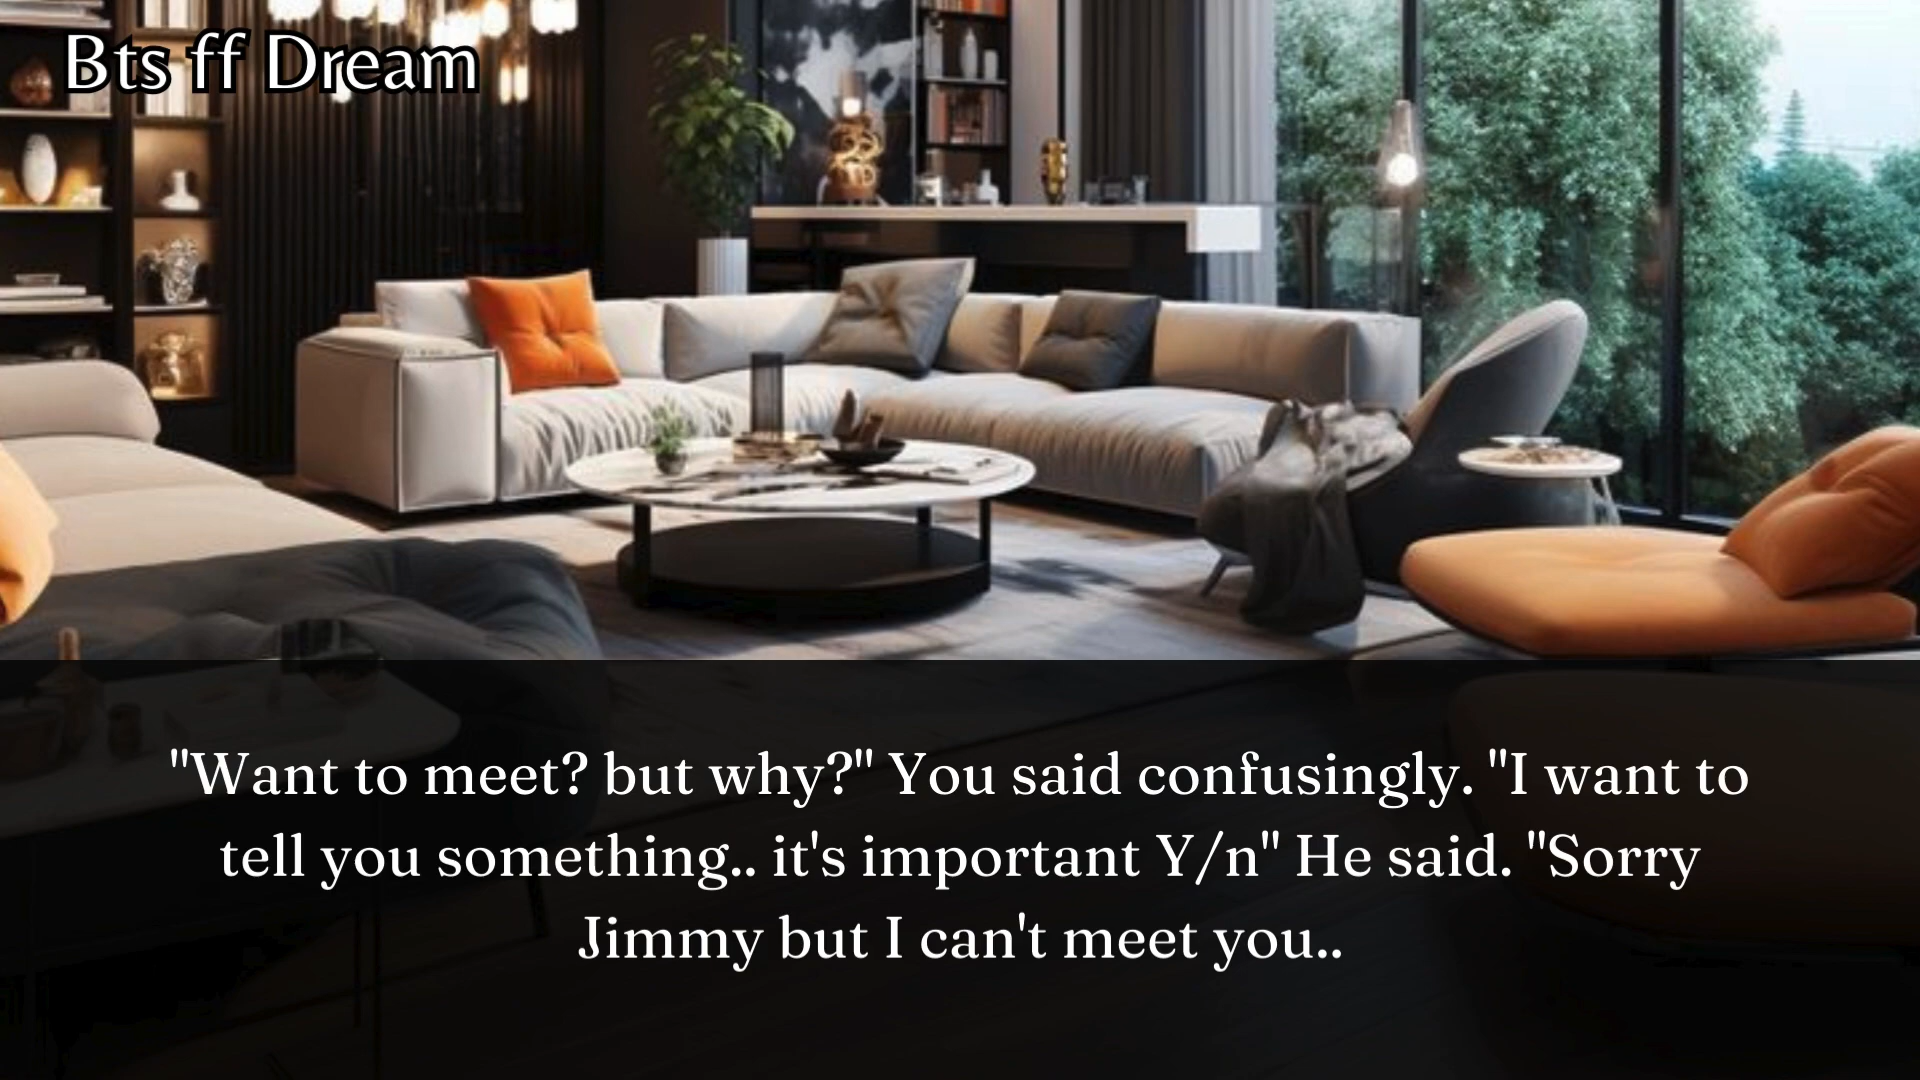 Bts ff Dream
"Want to meet? but why?" You said confusingly. "I want to
tell you something.. it's important Y/n" He said. "Sorry
Jimmy but I can't meet you..